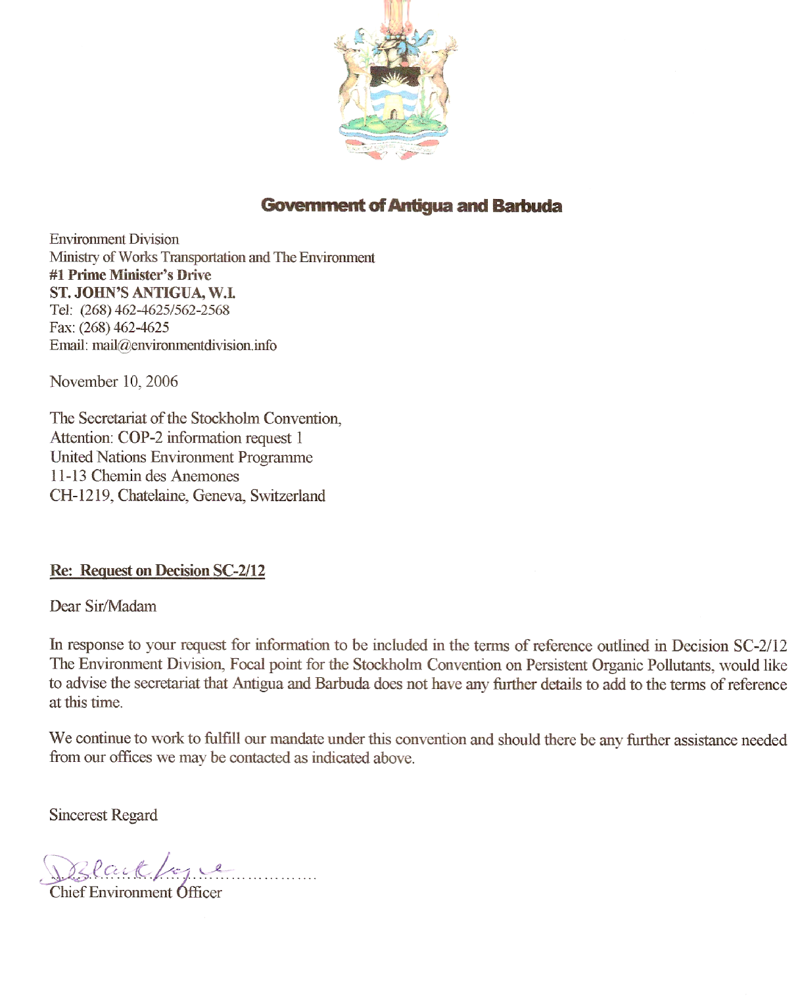 Government of Antigua and Barbuda
Environment Division
Ministry of Works Transportation and The Environment
#1 Prime Minister's Drive
ST. JOHN'S ANTIGUA, W.I.
Tel: (268) 462-4625/562-2568
Fax: (268) 462-4625
Email: mail@environmentdivision.info
November 10, 2006
The Secretariat of the Stockholm Convention,
Attention: COP-2 information request 1
United Nations Environment Programme
11-13 Chemin des Anemones
CH-1219, Chatelaine, Geneva, Switzerland
Re: Request on Decision SC-2/12
Dear Sir/Madam
In response to your request for information to be included in the terms of reference outlined in Decision SC-2/12
The Environment Division, Focal point for the Stockholm Convention on Persistent Organic Pollutants, would like
to advise the secretariat that Antigua and Barbuda does not have any further details to add to the terms of reference
at this time.
We continue to work to fulfill our mandate under this convention and should there be any further assistance needed
from our offices we may be contacted as indicated above.
Sincerest Regard
Chief Environment Officer